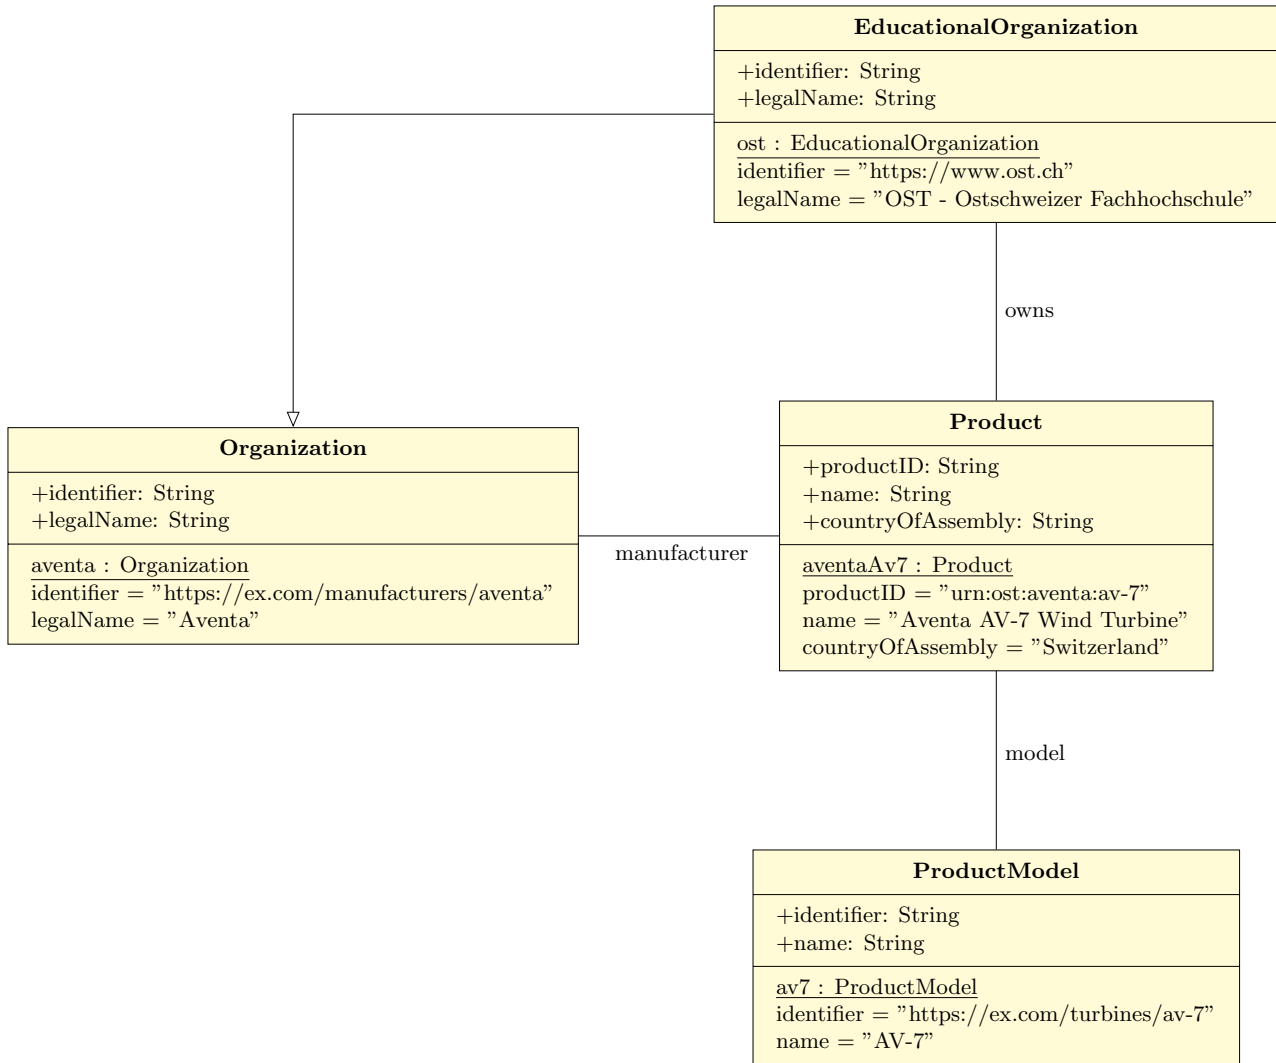 EducationalOrganization
+identifier: String
+legalName: String
ost : EducationalOrganization
identifier = ”https://www.ost.ch”
legalName = ”OST - Ostschweizer Fachhochschule”
owns
Organization
+identifier: String
+legalName: String
aventa : Organization
identifier = ”https://ex.com/manufacturers/aventa”
legalName = ”Aventa”
manufacturer
Product
+productID: String
+name: String
+countryOfAssembly: String
aventaAv7 : Product
productID = ”urn:ost:aventa:av-7”
name = ”Aventa AV-7 Wind Turbine”
countryOfAssembly = ”Switzerland”
model
ProductModel
+identifier: String
+name: String
av7 : ProductModel
identifier = ”https://ex.com/turbines/av-7”
name = ”AV-7”